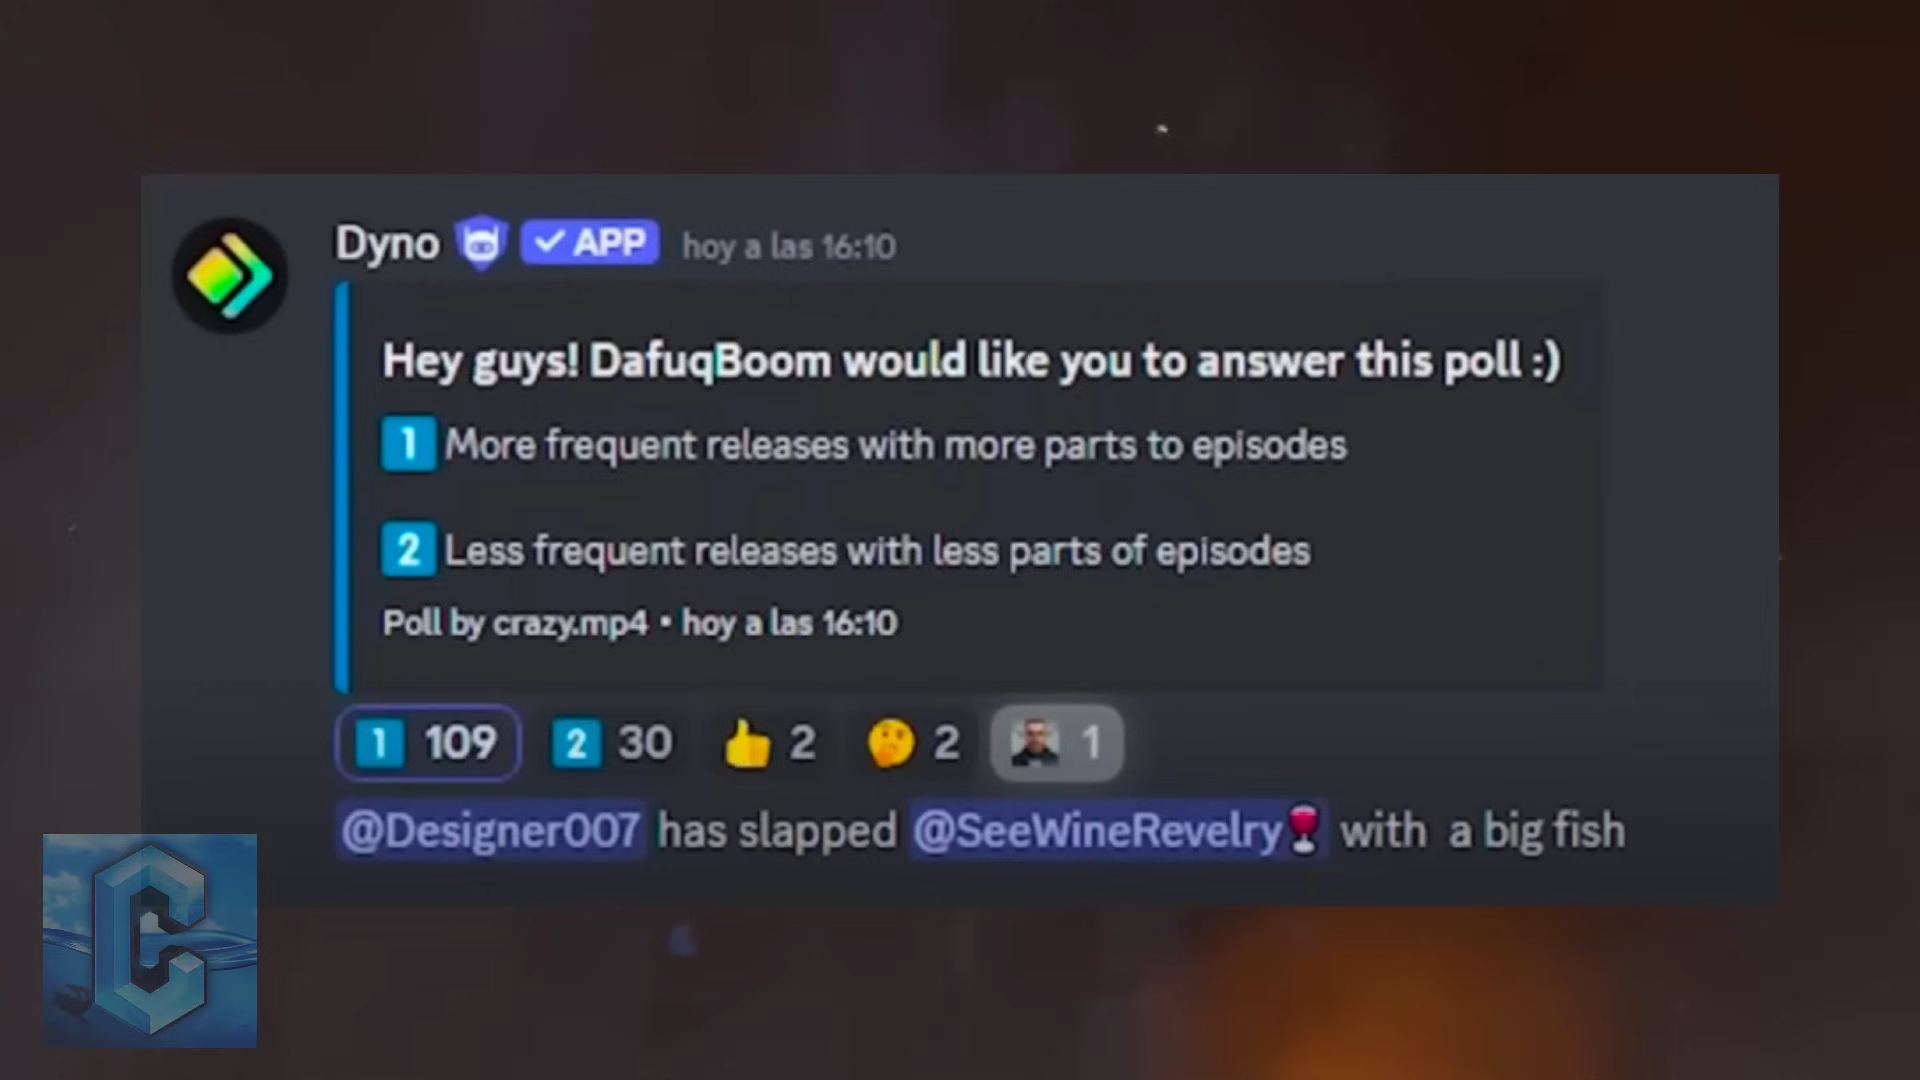 Dyno APP hoy a las 16:10
Hey guys! DafuqBoom would like you to answer this poll :)
1 More frequent releases with more parts to episodes
2 Less frequent releases with less parts of episodes
Poll by crazy.mp4 • hoy a las 16:10
1 109 2 30 👍 2 🤔 2 1
@Designer007 has slapped @SeeWineRevelry🍷 with a big fish
C